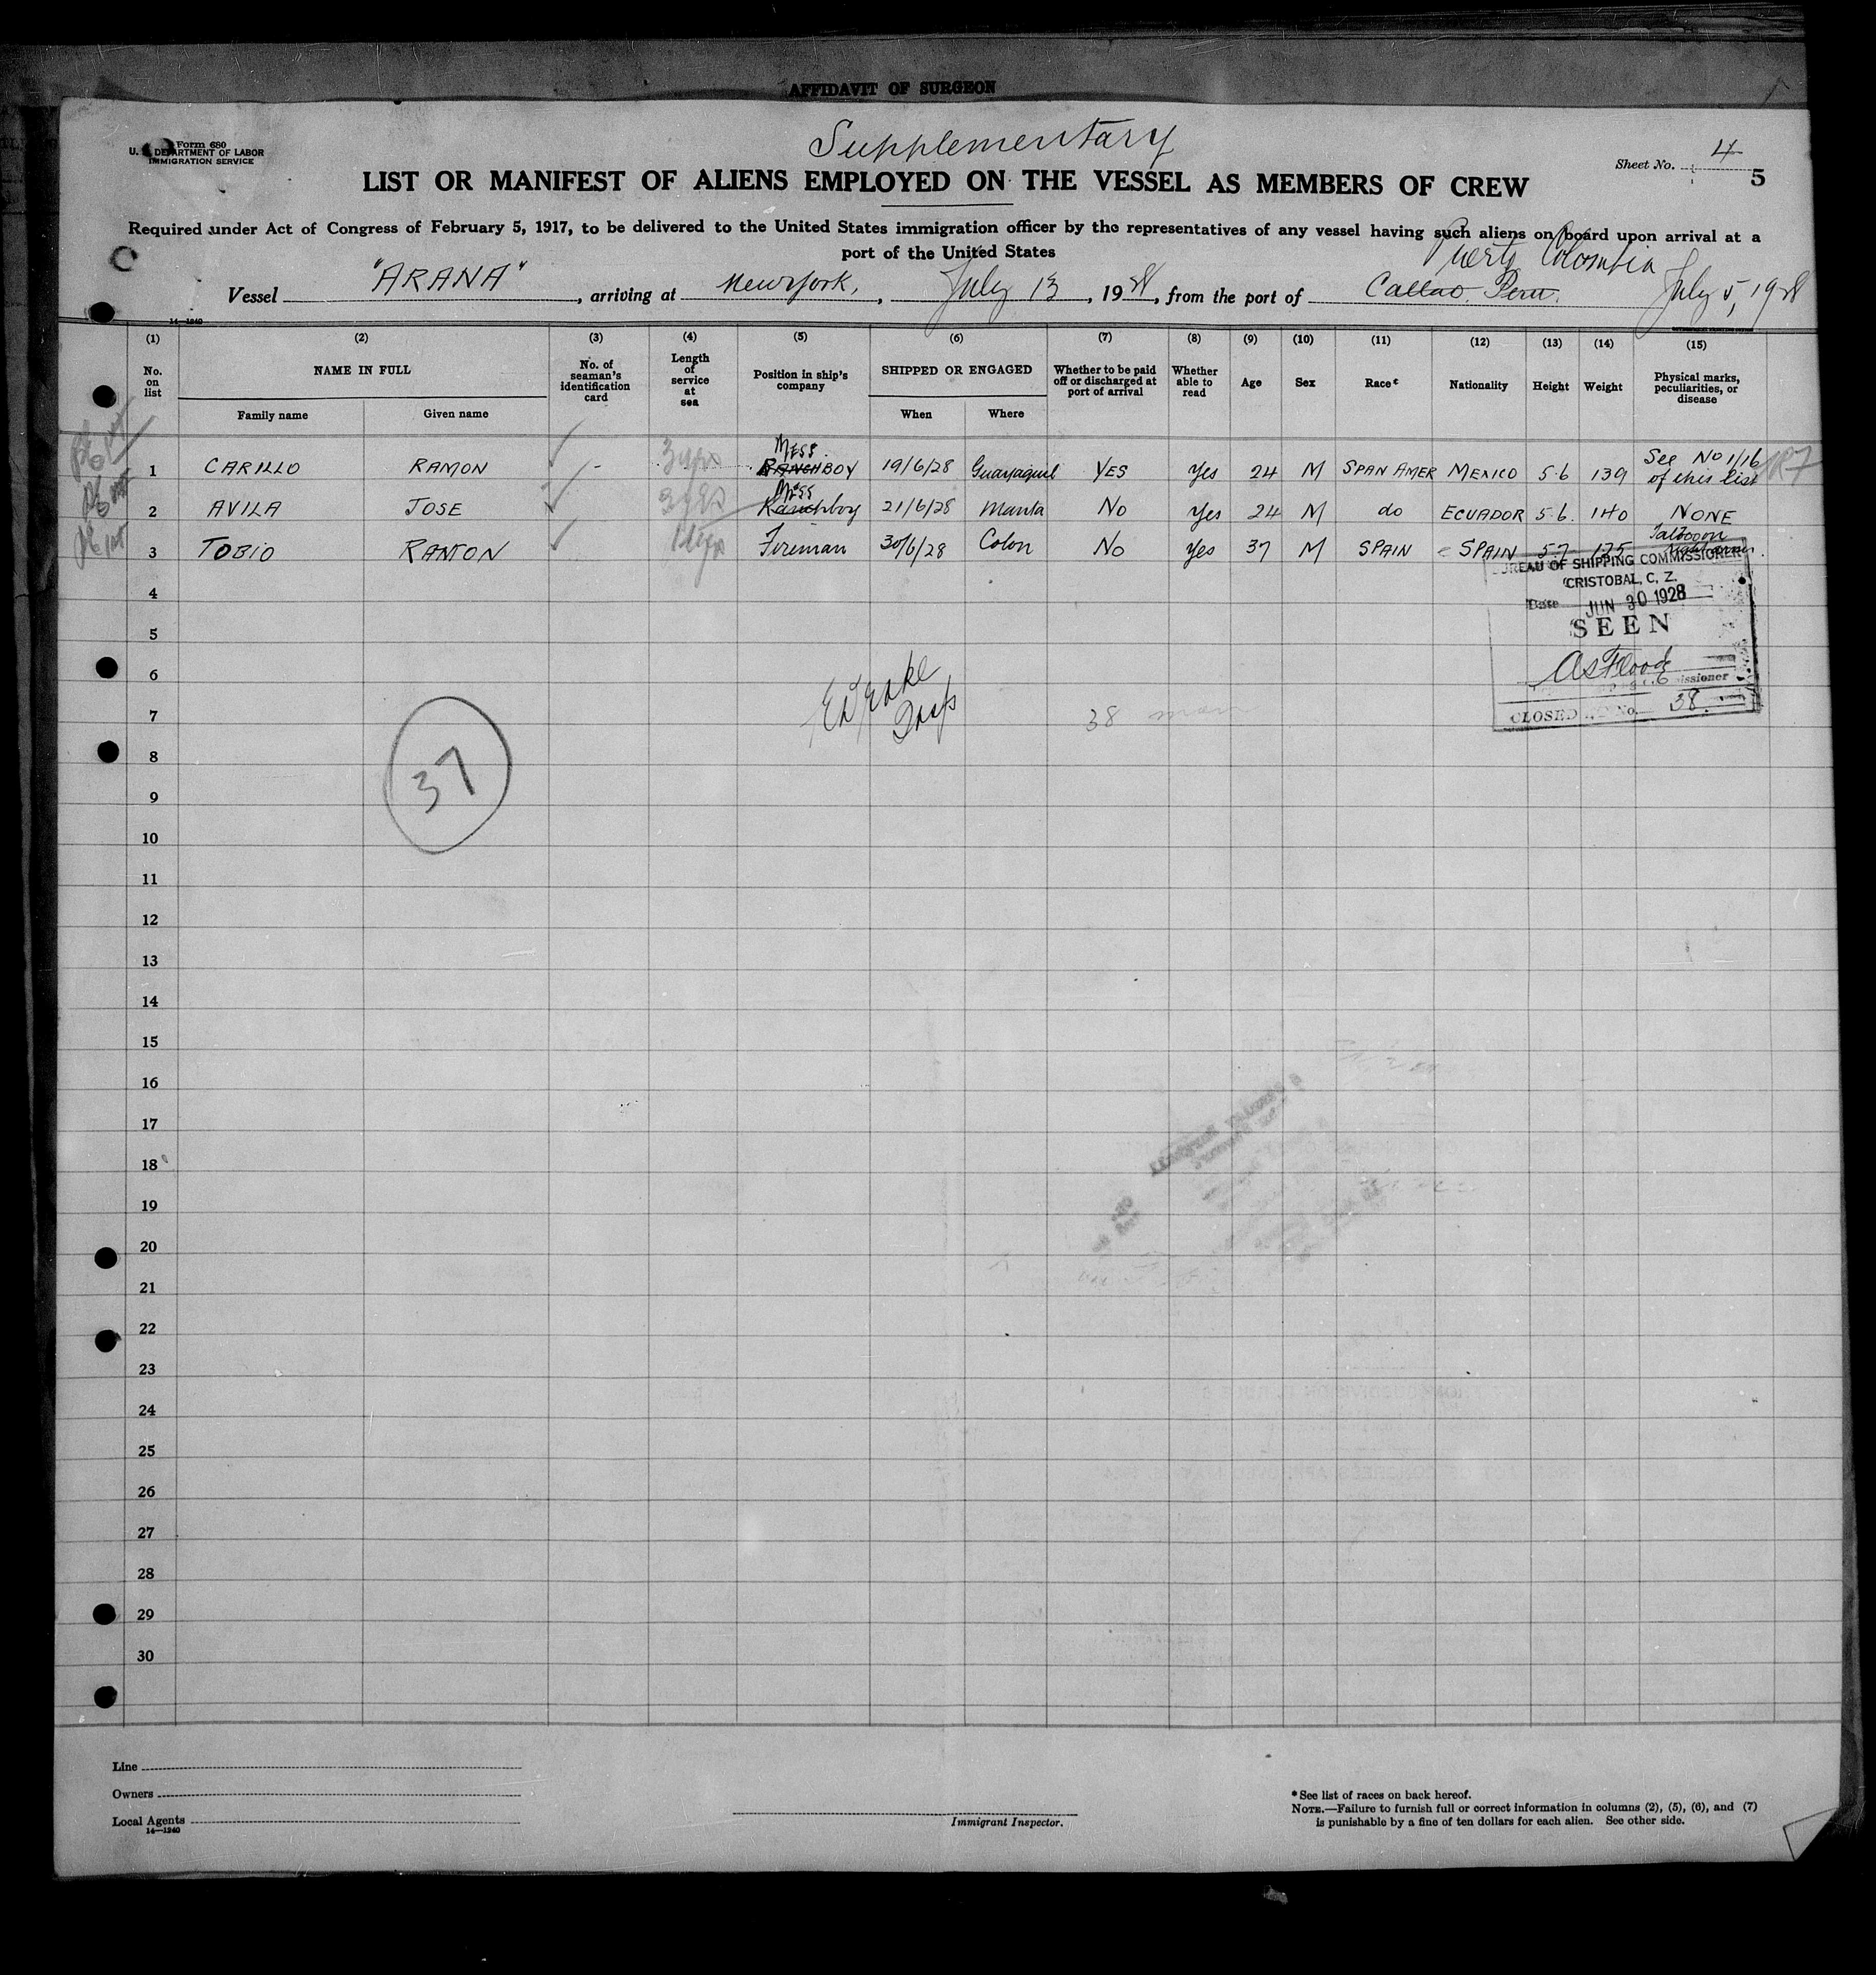 AFFIDAVIT OF SURGEON
Supplementary
Form 680
U. S. DEPARTMENT OF LABOR
IMMIGRATION SERVICE
Sheet No. 4
5
LIST OR MANIFEST OF ALIENS EMPLOYED ON THE VESSEL AS MEMBERS OF CREW
Required under Act of Congress of February 5, 1917, to be delivered to the United States immigration officer by the representatives of any vessel having such aliens on board upon arrival at a
port of the United States
Puerto Colombia
Vessel "ARANA", arriving at New York, July 13, 1928, from the port of Callao. Peru. July 5, 1928
14—1240
(1) (2) (3) (4) (5) (6) (7) (8) (9) (10) (11) (12) (13) (14) (15)
No. on list NAME IN FULL Family name Given name No. of seaman's identification card Length of service at sea Position in ship's company SHIPPED OR ENGAGED When Where Whether to be paid off or discharged at port of arrival Whether able to read Age Sex Race* Nationality Height Weight Physical marks, peculiarities, or disease
1 CARILLO RAMON 3 yrs MESS RANCHBOY 19/6/28 Guayaquil YES Yes 24 M SPAN AMER MEXICO 5.6 139 See No 1/16 of this list
2 AVILA JOSE 3 yrs MESS Ranchboy 21/6/28 Manta No Yes 24 M do ECUADOR 5.6. 140 NONE
3 TOBIO RAMON Fireman 30/6/28 Colon No Yes 37 M SPAIN SPAIN 5.7 135
BUREAU OF SHIPPING COMMISSIONER
CRISTOBAL, C. Z.
Date JUN 30 1928
SEEN
CLOSED No. 38.
38 men
37
4
5
6
7
8
9
10
11
12
13
14
15
16
17
18
19
20
21
22
23
24
25
26
27
28
29
30
Line
Owners
Local Agents
14—1240
Immigrant Inspector.
* See list of races on back hereof.
NOTE.—Failure to furnish full or correct information in columns (2), (5), (6), and (7)
is punishable by a fine of ten dollars for each alien. See other side.